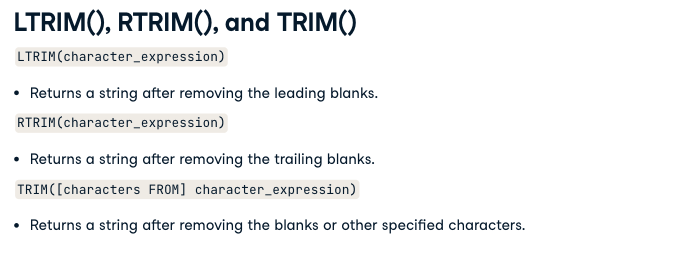 LTRIM(), RTRIM(), and TRIM()
LTRIM(character_expression)
• Returns a string after removing the leading blanks.
RTRIM(character_expression)
• Returns a string after removing the trailing blanks.
TRIM([characters FROM] character_expression)
• Returns a string after removing the blanks or other specified characters.